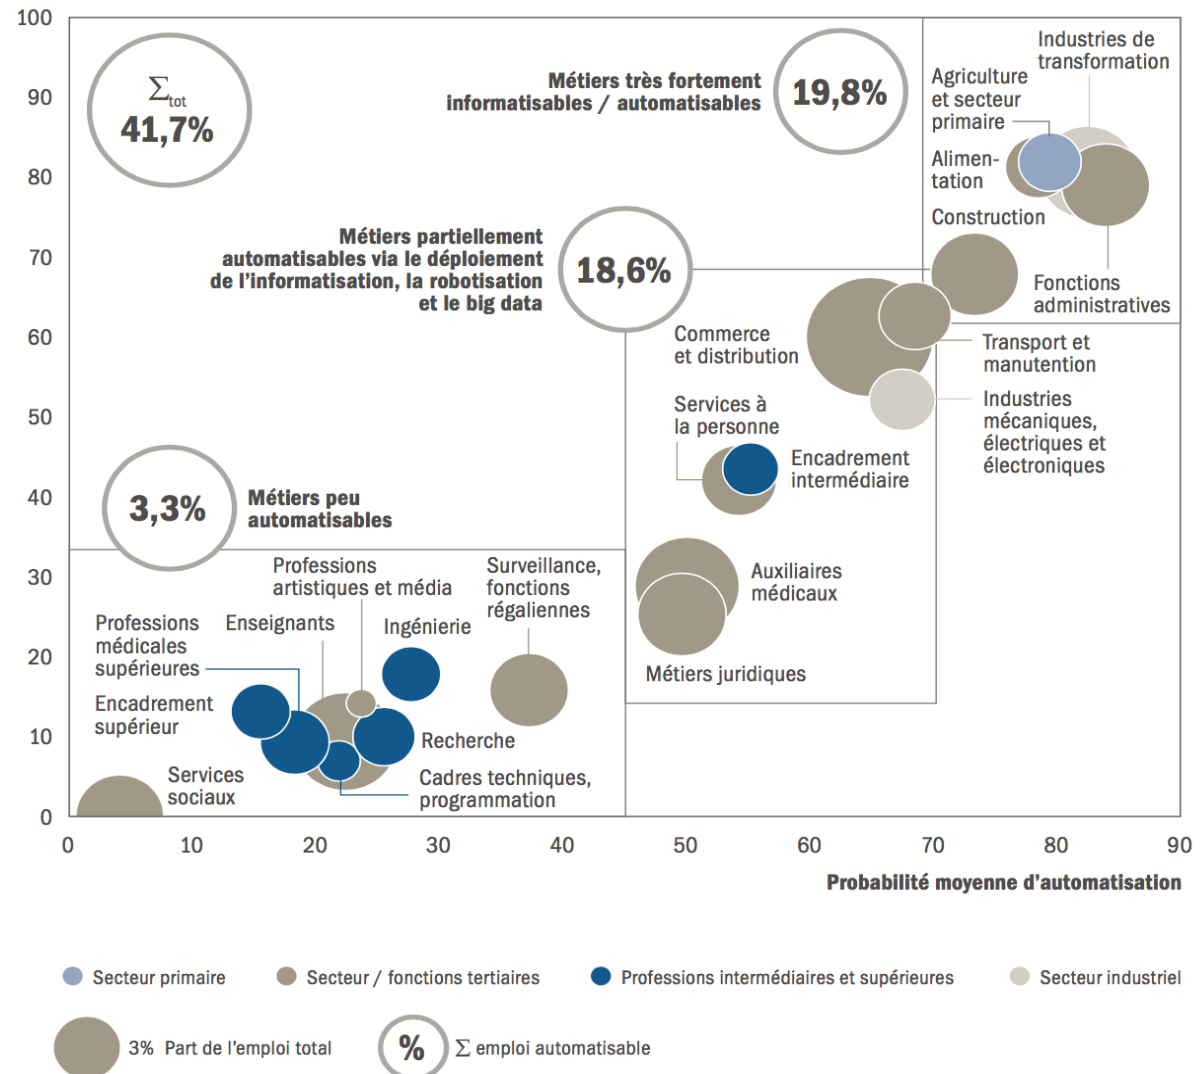 100
90
80
70
60
50
40
30
20
10
0
Σtot
41,7%
Métiers très fortement
informatisables / automatisables
19,8%
Industries de
transformation
Agriculture
et secteur
primaire
Alimen-
tation
Construction
Fonctions
administratives
Métiers partiellement
automatisables via le déploiement
de l’informatisation, la robotisation
et le big data
18,6%
Commerce
et distribution
Transport et
manutention
Services à
la personne
Industries
mécaniques,
électriques et
électroniques
Encadrement
intermédiaire
3,3%
Métiers peu
automatisables
Auxiliaires
médicaux
Métiers juridiques
Professions
artistiques et média
Surveillance,
fonctions
régaliennes
Professions
médicales
supérieures
Enseignants
Ingénierie
Encadrement
supérieur
Recherche
Services
sociaux
Cadres techniques,
programmation
0 10 20 30 40 50 60 70 80 90
Probabilité moyenne d’automatisation
Secteur primaire
Secteur / fonctions tertiaires
Professions intermédiaires et supérieures
Secteur industriel
3% Part de l’emploi total
% Σ emploi automatisable